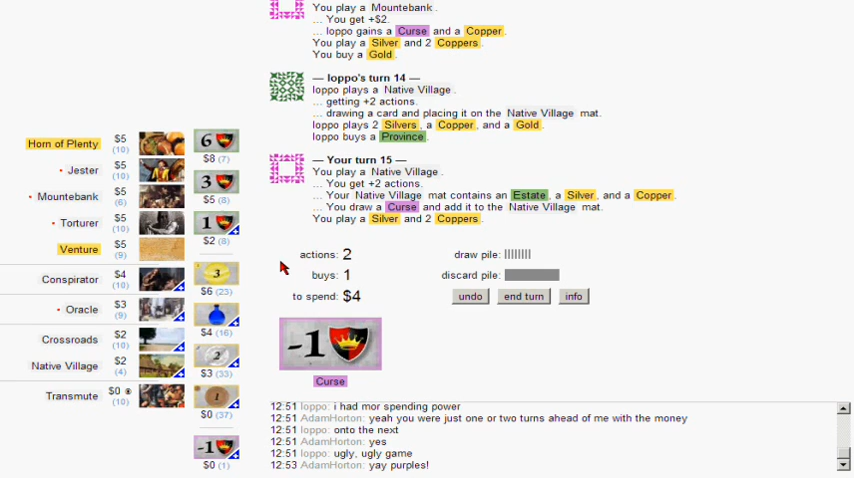 You play a Mountebank.
... You get +$2.
... loppo gains a Curse and a Copper.
You play a Silver and 2 Coppers.
You buy a Gold.
— loppo's turn 14 —
loppo plays a Native Village.
... getting +2 actions.
... drawing a card and placing it on the Native Village mat.
loppo plays 2 Silvers, a Copper, and a Gold.
loppo buys a Province.
— Your turn 15 —
You play a Native Village.
... You get +2 actions.
... Your Native Village mat contains an Estate, a Silver, and a Copper.
... You draw a Curse and add it to the Native Village mat.
You play a Silver and 2 Coppers.
Horn of Plenty $5 (10)
Jester $5 (10)
Mountebank $5 (6)
Torturer $5 (10)
Venture $5 (9)
Conspirator $4 (10)
Oracle $3 (9)
Crossroads $2 (10)
Native Village $2 (4)
Transmute $0 (10)
6
$8 (7)
3
$5 (8)
1
$2 (8)
3
$6 (23)
$4 (16)
2
$3 (33)
1
$0 (37)
-1
$0 (1)
actions: 2
buys: 1
to spend: $4
draw pile:
discard pile:
undo end turn info
-1
Curse
12:51 loppo: i had mor spending power
12:51 AdamHorton: yeah you were just one or two turns ahead of me with the money
12:51 loppo: onto the next
12:51 AdamHorton: yes
12:51 loppo: ugly, ugly game
12:53 AdamHorton: yay purples!